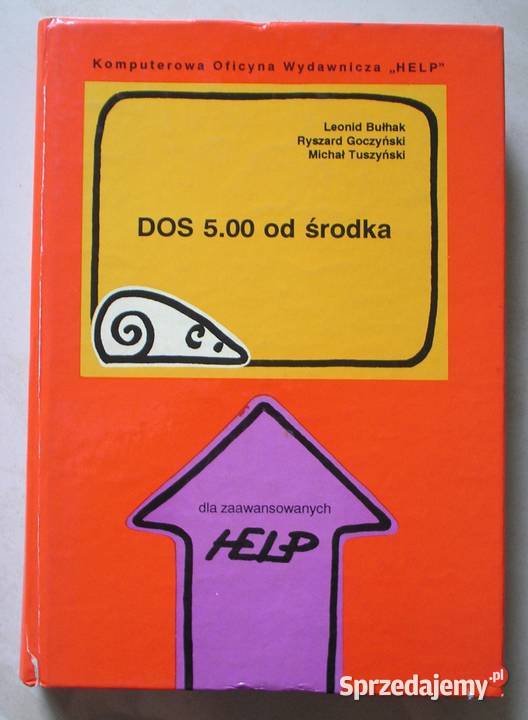 Komputerowa Oficyna Wydawnicza „HELP"
Leonid Bułhak
Ryszard Goczyński
Michał Tuszyński
DOS 5.00 od środka
dla zaawansowanych
HELP
Sprzedajemy.pl